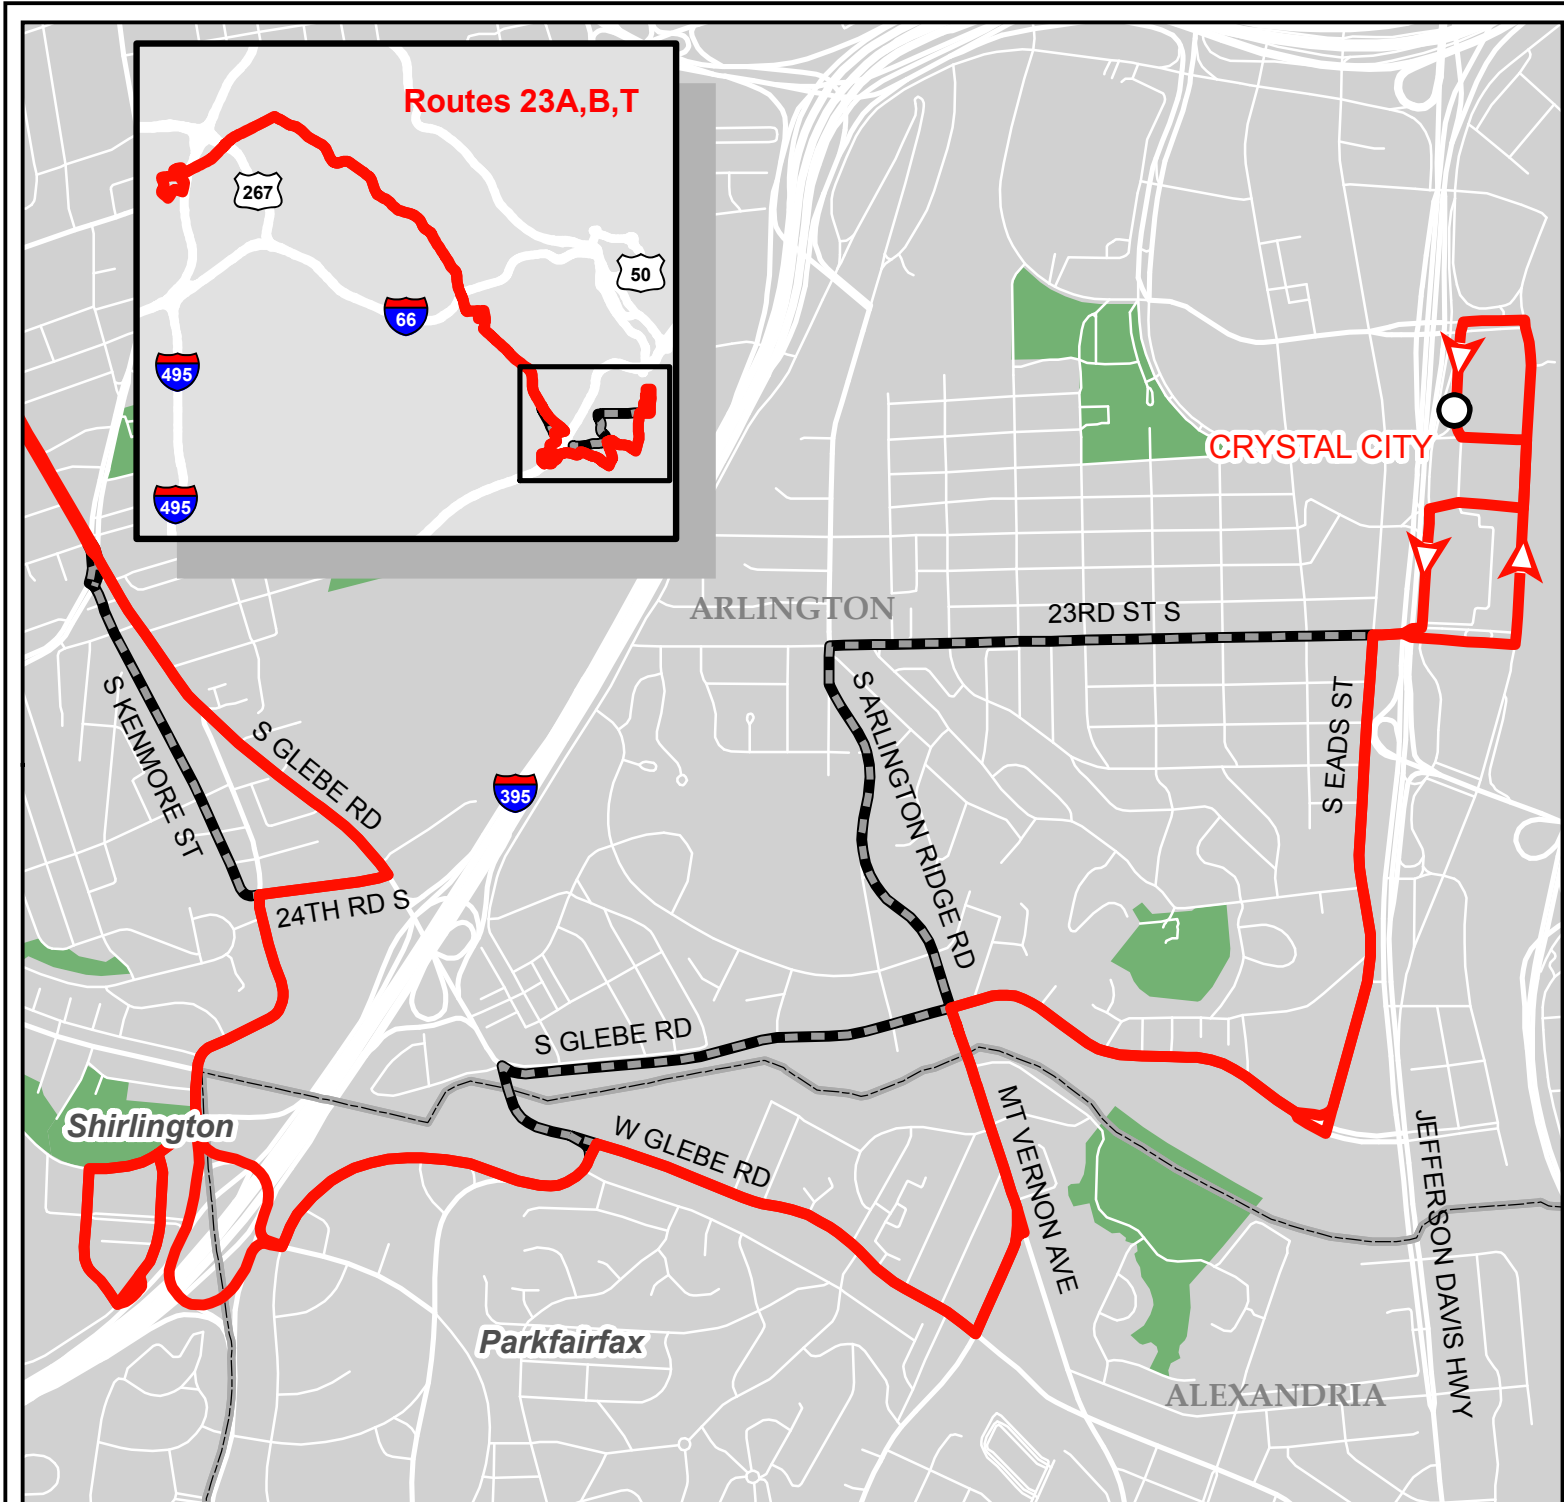 Routes 23A,B,T
267
50
66
495
495
CRYSTAL CITY
ARLINGTON
23RD ST S
S KENMORE ST
S GLEBE RD
S ARLINGTON RIDGE RD
S EADS ST
395
24TH RD S
S GLEBE RD
Shirlington
W GLEBE RD
MT VERNON AVE
JEFFERSON DAVIS HWY
Parkfairfax
ALEXANDRIA